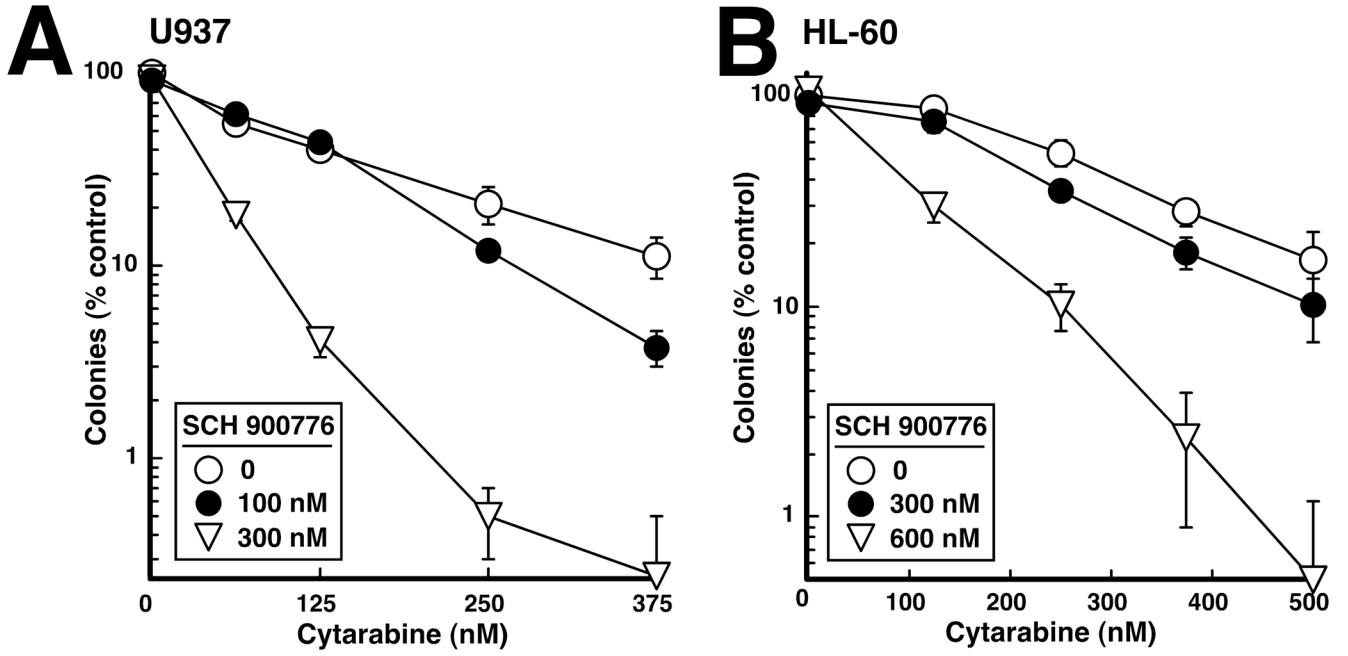 A
U937
Colonies (% control)
100
10
1
SCH 900776
0
100 nM
300 nM
0
125
250
375
Cytarabine (nM)
B
HL-60
Colonies (% control)
100
10
1
SCH 900776
0
300 nM
600 nM
0
100
200
300
400
500
Cytarabine (nM)